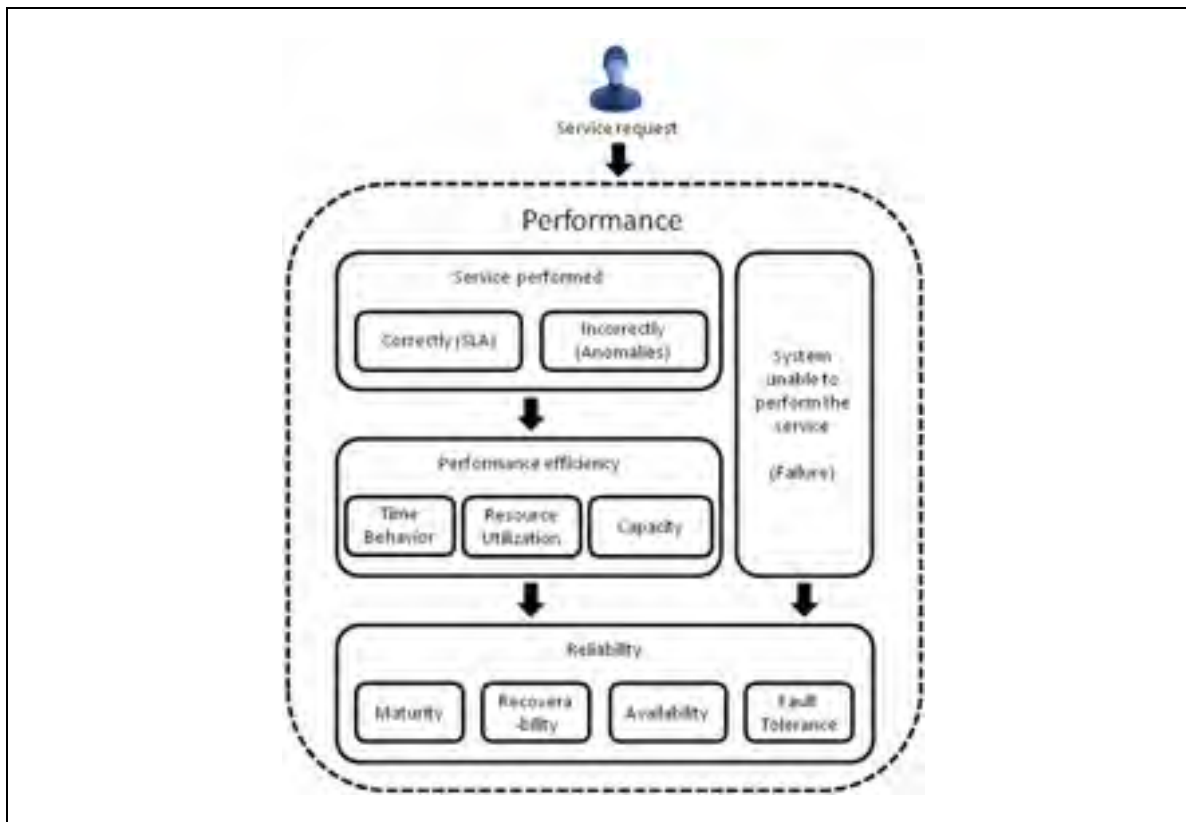 Service request
Performance
Service performed
Correctly (SLA)
Incorrectly
(Anomalies)
System
unable to
perform the
service
(Failure)
Performance efficiency
Time
Behavior
Resource
Utilization
Capacity
Reliability
Maturity
Recovera
-bility
Availability
Fault
Tolerance